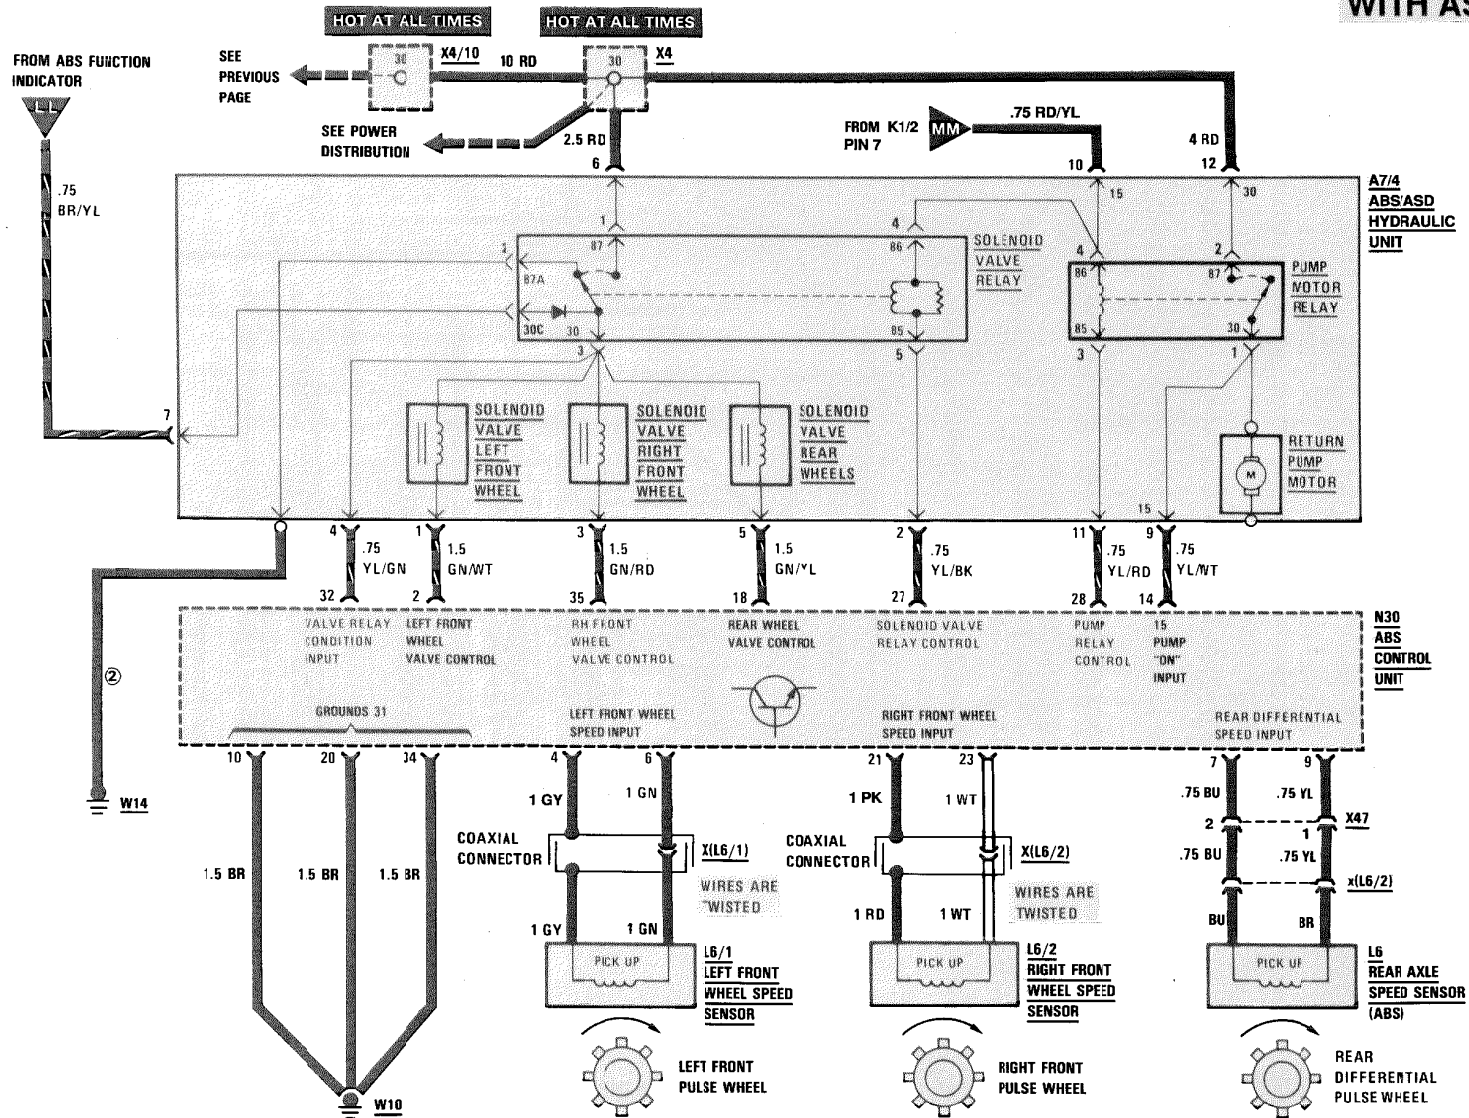 WITH AS
HOT AT ALL TIMES
HOT AT ALL TIMES
FROM ABS FUNCTION
INDICATOR
LL
SEE
PREVIOUS
PAGE
30
X4/10
10 RD
30
X4
SEE POWER
DISTRIBUTION
2.5 RD
6
FROM K1/2
PIN 7
MM
.75 RD/YL
10
4 RD
12
.75
BR/YL
15
30
A7/4
ABS/ASD
HYDRAULIC
UNIT
1
87
2
87A
30C
30
3
4
86
85
5
SOLENOID
VALVE
RELAY
4
86
85
3
2
87
30
1
PUMP
MOTOR
RELAY
7
SOLENOID
VALVE
LEFT
FRONT
WHEEL
SOLENOID
VALVE
RIGHT
FRONT
WHEEL
SOLENOID
VALVE
REAR
WHEELS
M
RETURN
PUMP
MOTOR
15
4
.75
YL/GN
32
1
1.5
GN/WT
2
3
1.5
GN/RD
35
5
1.5
GN/YL
18
2
.75
YL/BK
27
11
.75
YL/RD
28
9
.75
YL/WT
14
VALVE RELAY
CONDITION
INPUT
LEFT FRONT
WHEEL
VALVE CONTROL
RH FRONT
WHEEL
VALVE CONTROL
REAR WHEEL
VALVE CONTROL
SOLENOID VALVE
RELAY CONTROL
PUMP
RELAY
CONTROL
15
PUMP
"ON"
INPUT
N30
ABS
CONTROL
UNIT
2
GROUNDS 31
LEFT FRONT WHEEL
SPEED INPUT
RIGHT FRONT WHEEL
SPEED INPUT
REAR DIFFERENTIAL
SPEED INPUT
10
20
34
4
6
21
23
7
9
W14
1 GY
1 GN
1 PK
1 WT
.75 BU
.75 YL
COAXIAL
CONNECTOR
X(L6/1)
COAXIAL
CONNECTOR
X(L6/2)
2
1
X47
1.5 BR
1.5 BR
1.5 BR
.75 BU
.75 YL
x(L6/2)
WIRES ARE
TWISTED
WIRES ARE
TWISTED
1 GY
1 GN
1 RD
1 WT
BU
BR
PICK UP
L6/1
LEFT FRONT
WHEEL SPEED
SENSOR
PICK UP
L6/2
RIGHT FRONT
WHEEL SPEED
SENSOR
PICK UP
L6
REAR AXLE
SPEED SENSOR
(ABS)
LEFT FRONT
PULSE WHEEL
RIGHT FRONT
PULSE WHEEL
REAR
DIFFERENTIAL
PULSE WHEEL
W10